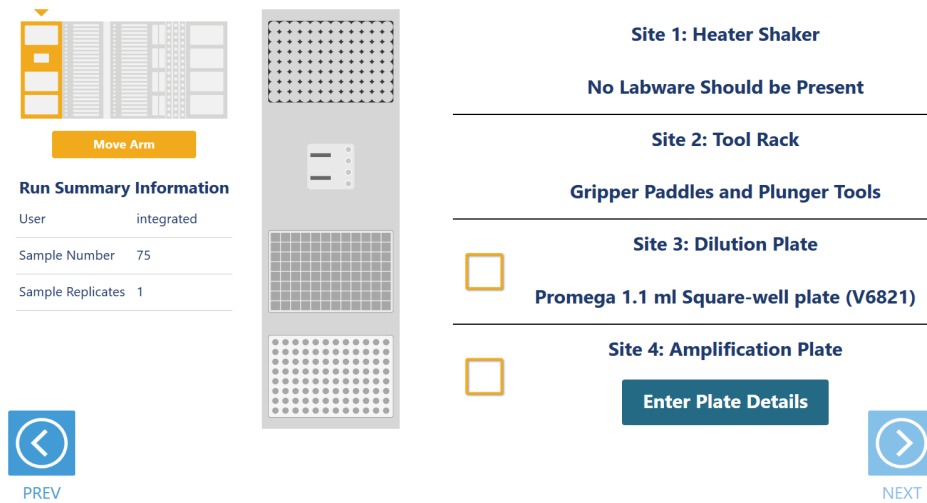 Move Arm
Run Summary Information
User integrated
Sample Number 75
Sample Replicates 1
Site 1: Heater Shaker
No Labware Should be Present
Site 2: Tool Rack
Gripper Paddles and Plunger Tools
Site 3: Dilution Plate
Promega 1.1 ml Square-well plate (V6821)
Site 4: Amplification Plate
Enter Plate Details
PREV
NEXT